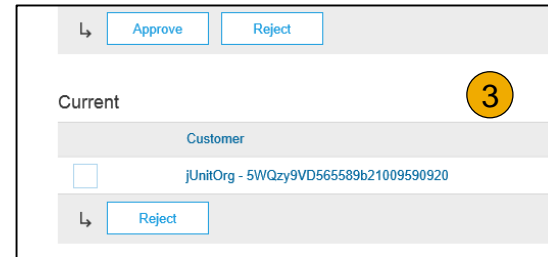 Approve Reject
Current
3
Customer
jUnitOrg - 5WQzy9VD565589b21009590920
Reject